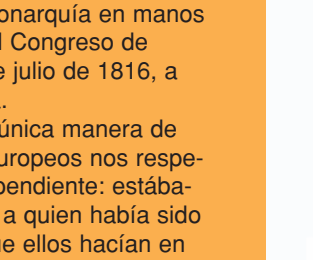 onarquía en manos
l Congreso de
e julio de 1816, a
única manera de
uropeos nos respe-
pendiente: estába-
a quien había sido
ue ellos hacían en